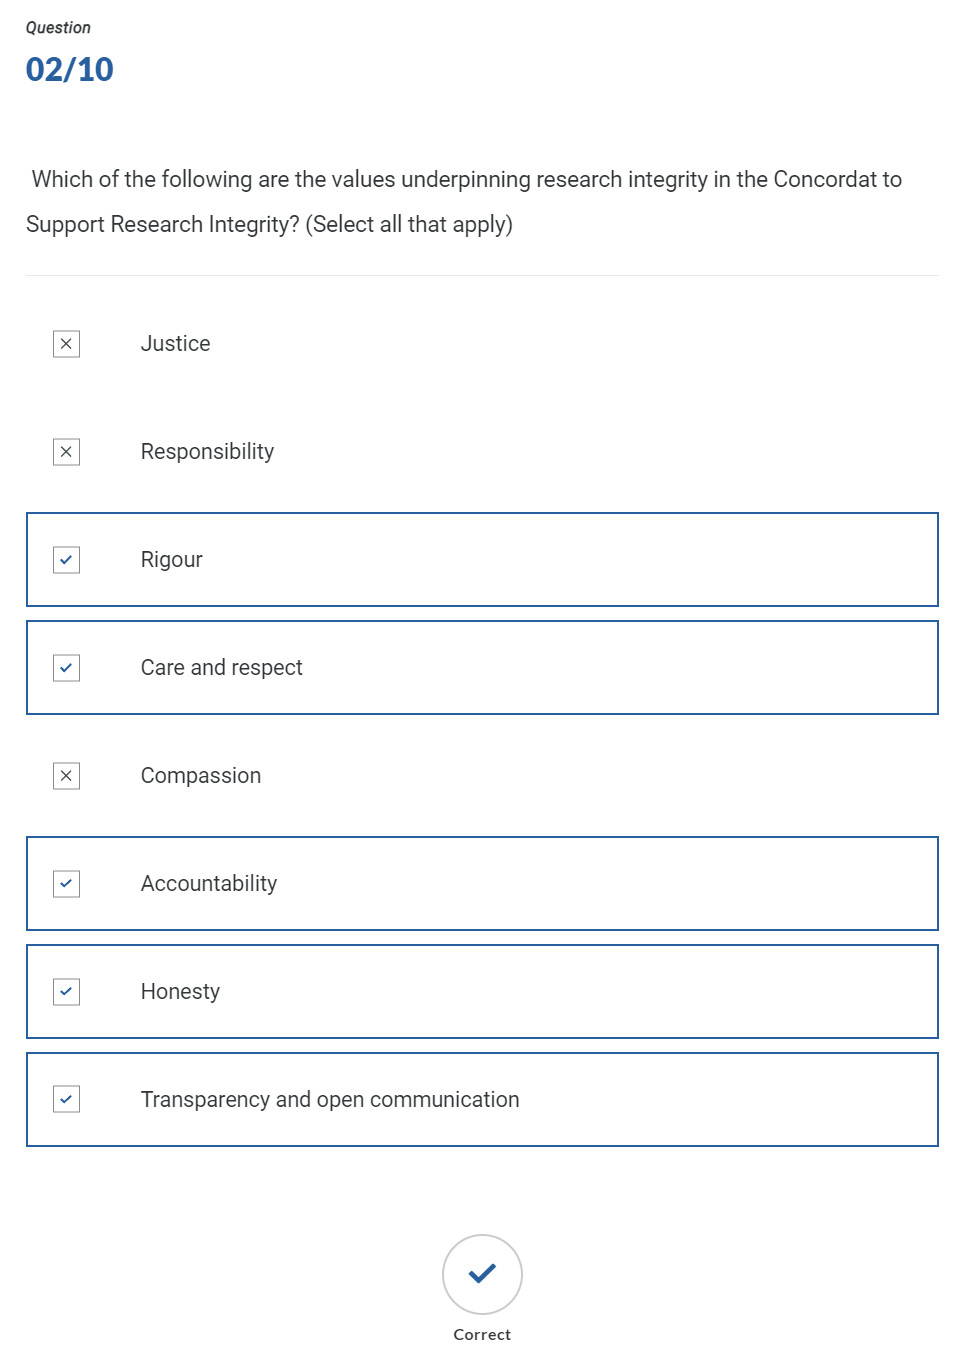 Question
02/10
Which of the following are the values underpinning research integrity in the Concordat to
Support Research Integrity? (Select all that apply)
Justice
Responsibility
Rigour
Care and respect
Compassion
Accountability
Honesty
Transparency and open communication
Correct